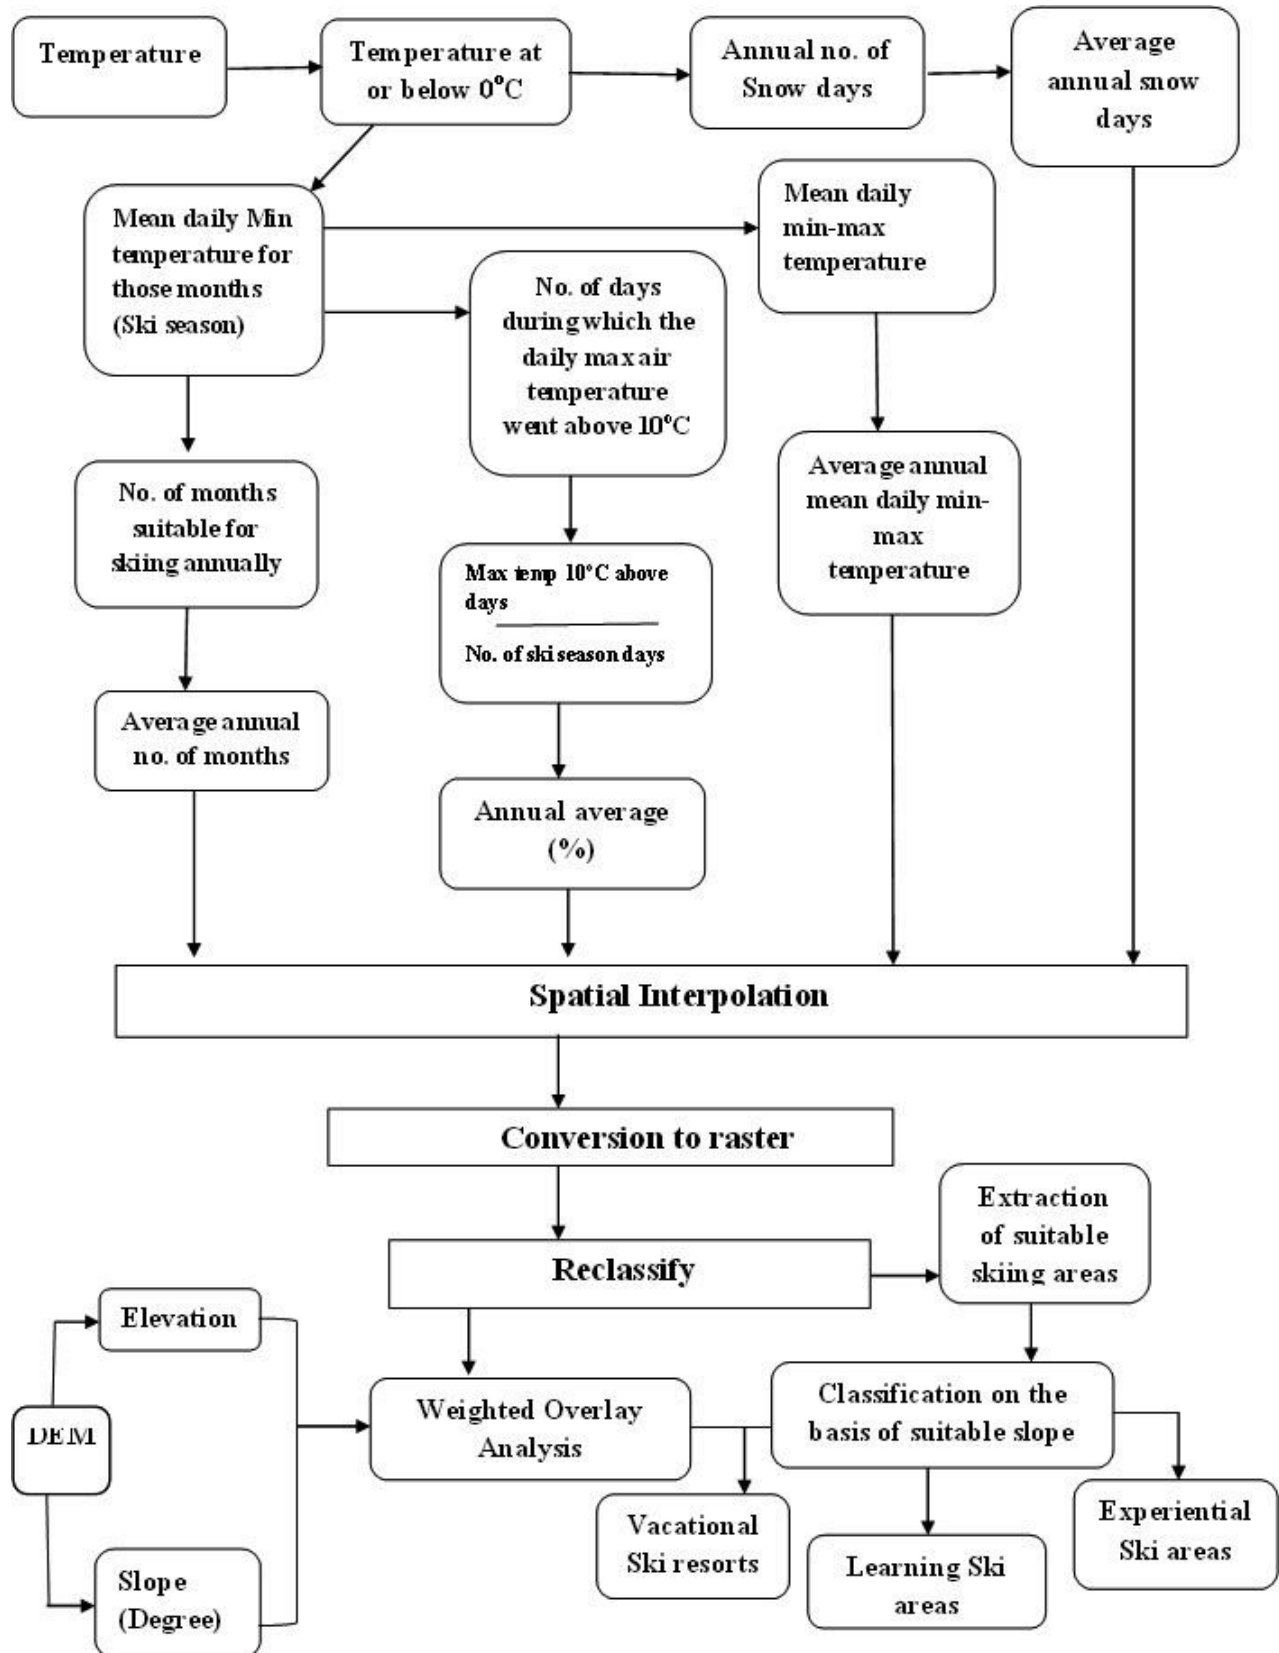 Temperature
Temperature at
or below 0°C
Annual no. of
Snow days
Average
annual snow
days
Mean daily Min
temperature for
those months
(Ski season)
Mean daily
min-max
temperature
No. of days
during which the
daily max air
temperature
went above 10°C
No. of months
suitable for
skiing annually
Average annual
mean daily min-
max
temperature
Max temp 10°C above
days
No. of ski season days
Average annual
no. of months
Annual average
(%)
Spatial Interpolation
Conversion to raster
Extraction
of suitable
skiing areas
Reclassify
Elevation
DEM
Slope
(Degree)
Weighted Overlay
Analysis
Classification on the
basis of suitable slope
Vacational
Ski resorts
Learning Ski
areas
Experiential
Ski areas